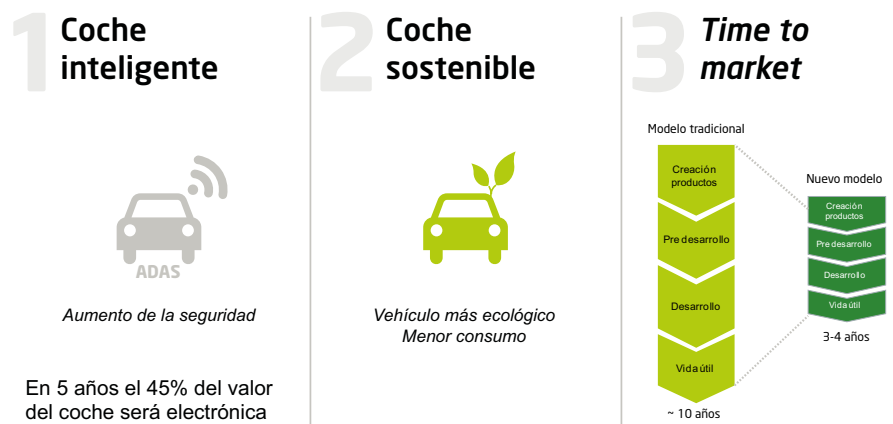 1
Coche
inteligente
ADAS
Aumento de la seguridad
En 5 años el 45% del valor
del coche será electrónica
2
Coche
sostenible
Vehículo más ecológico
Menor consumo
3
Time to
market
Modelo tradicional
Creación
productos
Pre desarrollo
Desarrollo
Vida útil
~ 10 años
Nuevo modelo
Creación
productos
Pre desarrollo
Desarrollo
Vida útil
3-4 años